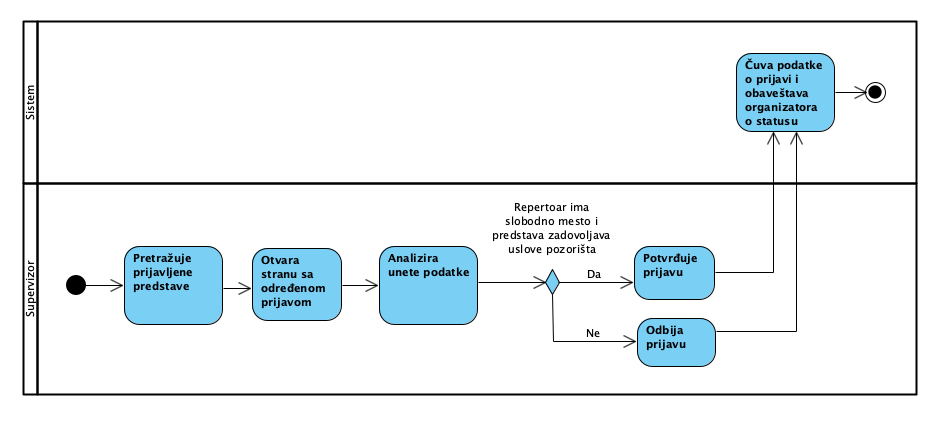 Sistem
Čuva podatke
o prijavi i
obaveštava
organizatora
o statusu
Supervizor
Pretražuje
prijavljene
predstave
Otvara
stranu sa
određenom
prijavom
Analizira
unete podatke
Repertoar ima
slobodno mesto i
predstava zadovoljava
uslove pozorišta
Da
Potvrđuje
prijavu
Ne
Odbija
prijavu